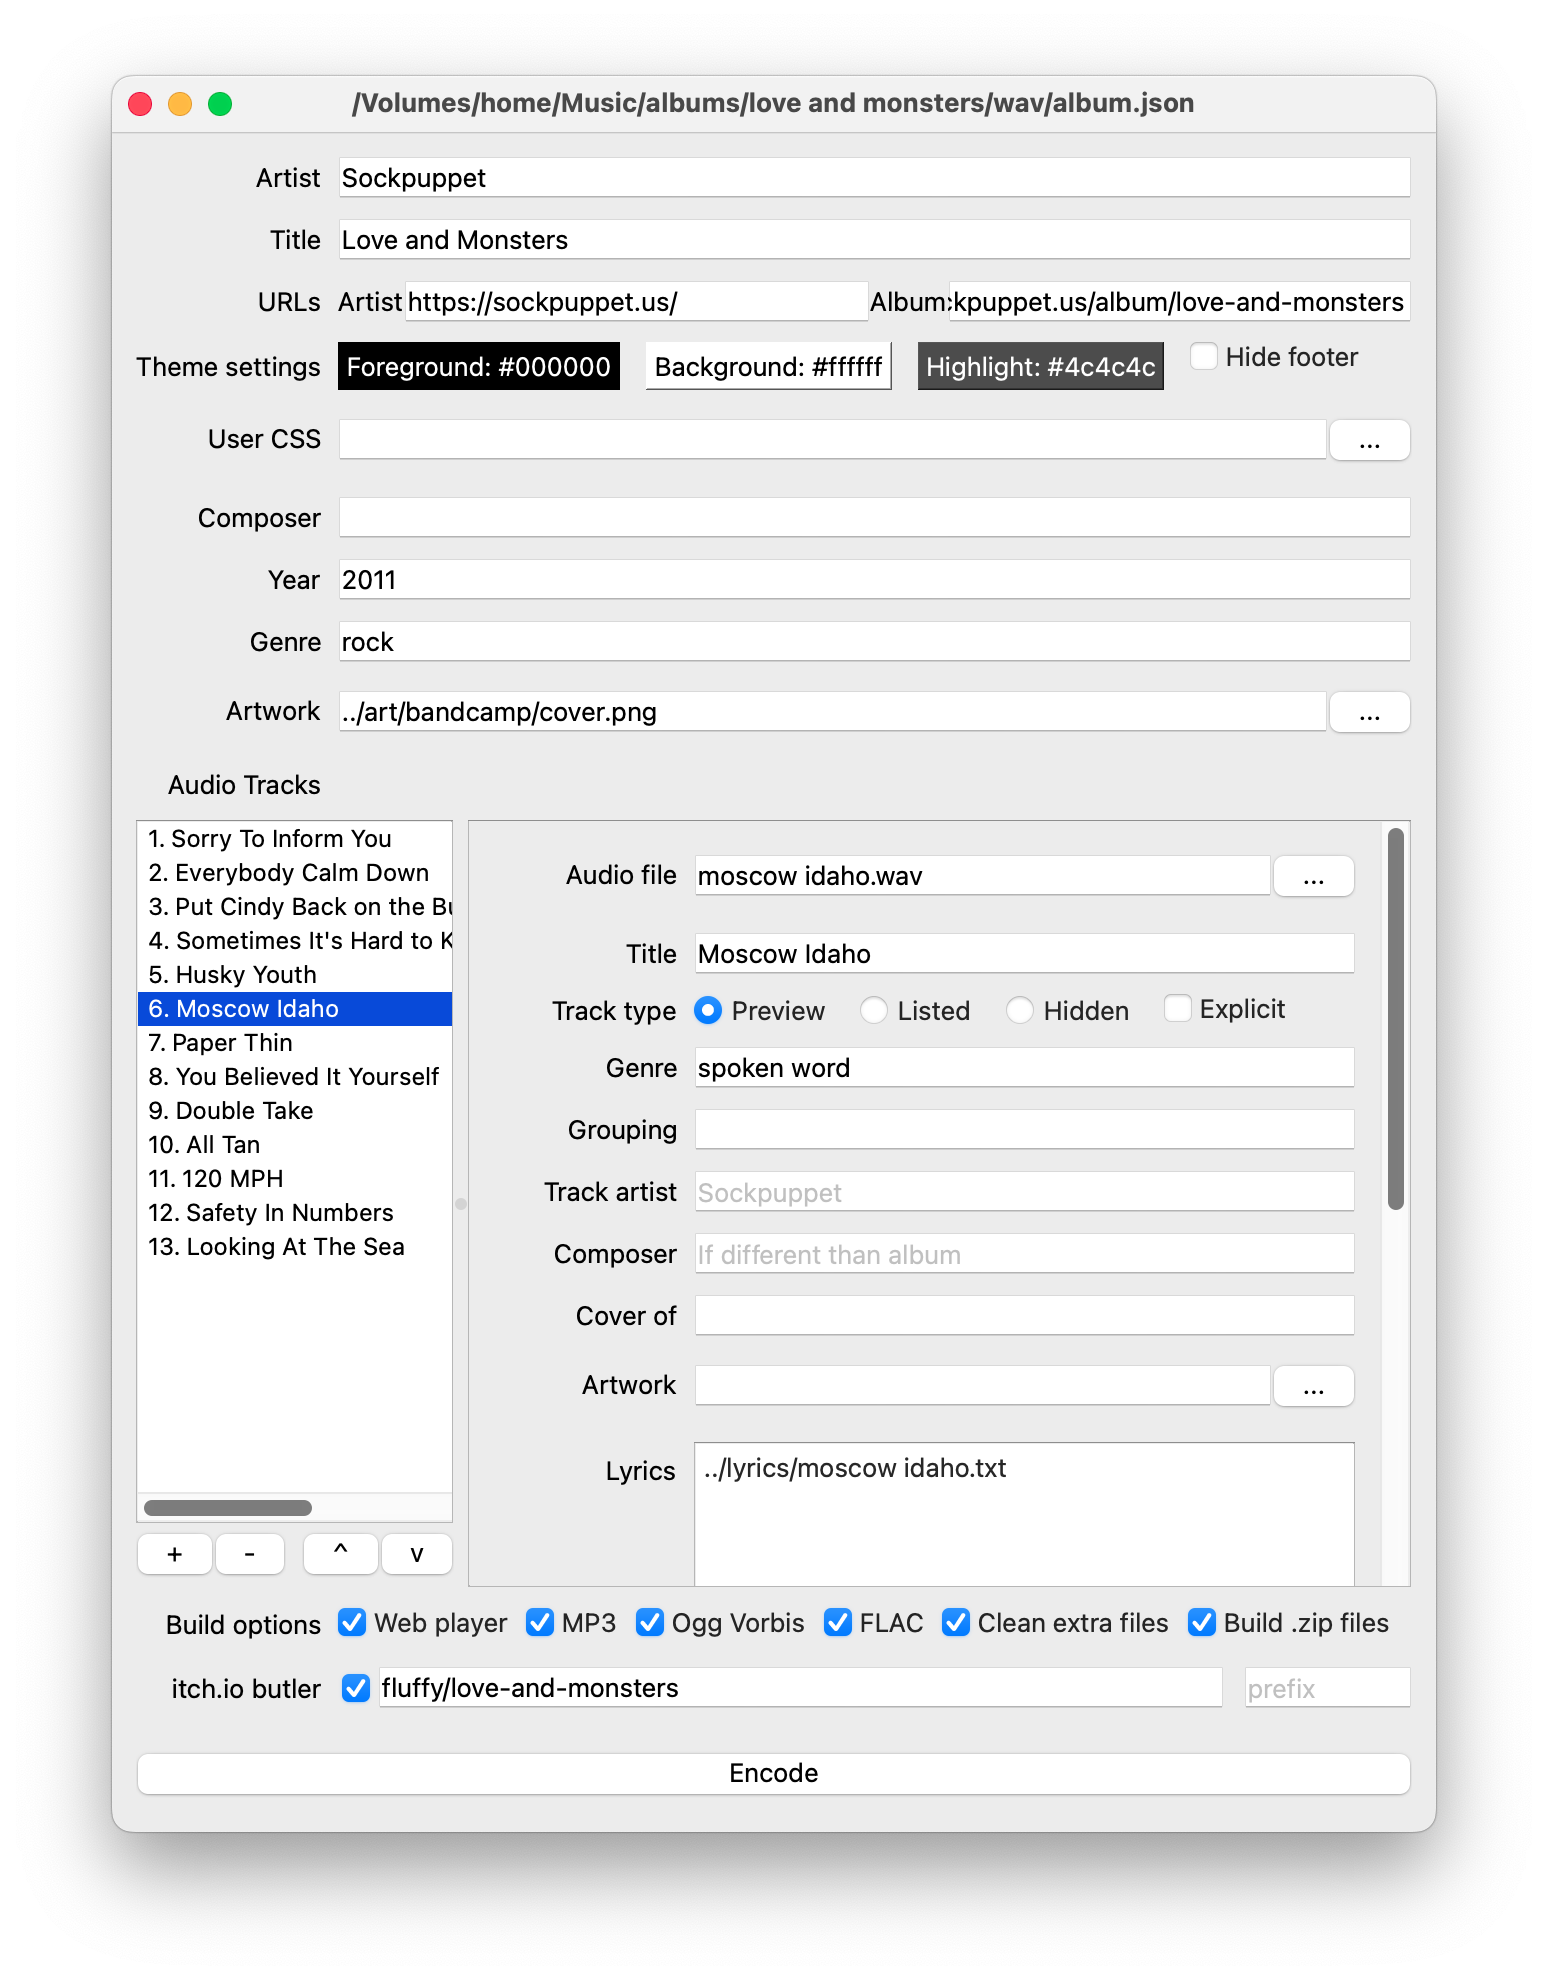 /Volumes/home/Music/albums/love and monsters/wav/album.json
Artist Sockpuppet
Title Love and Monsters
URLs Artist https://sockpuppet.us/ Album: kpuppet.us/album/love-and-monsters
Theme settings Foreground: #000000 Background: #ffffff Highlight: #4c4c4c Hide footer
User CSS ...
Composer
Year 2011
Genre rock
Artwork ../art/bandcamp/cover.png ...
Audio Tracks
1. Sorry To Inform You
2. Everybody Calm Down
3. Put Cindy Back on the Bu
4. Sometimes It's Hard to K
5. Husky Youth
6. Moscow Idaho
7. Paper Thin
8. You Believed It Yourself
9. Double Take
10. All Tan
11. 120 MPH
12. Safety In Numbers
13. Looking At The Sea
+ - ^ v
Audio file moscow idaho.wav ...
Title Moscow Idaho
Track type Preview Listed Hidden Explicit
Genre spoken word
Grouping
Track artist Sockpuppet
Composer If different than album
Cover of
Artwork ...
Lyrics ../lyrics/moscow idaho.txt
Build options Web player MP3 Ogg Vorbis FLAC Clean extra files Build .zip files
itch.io butler fluffy/love-and-monsters prefix
Encode